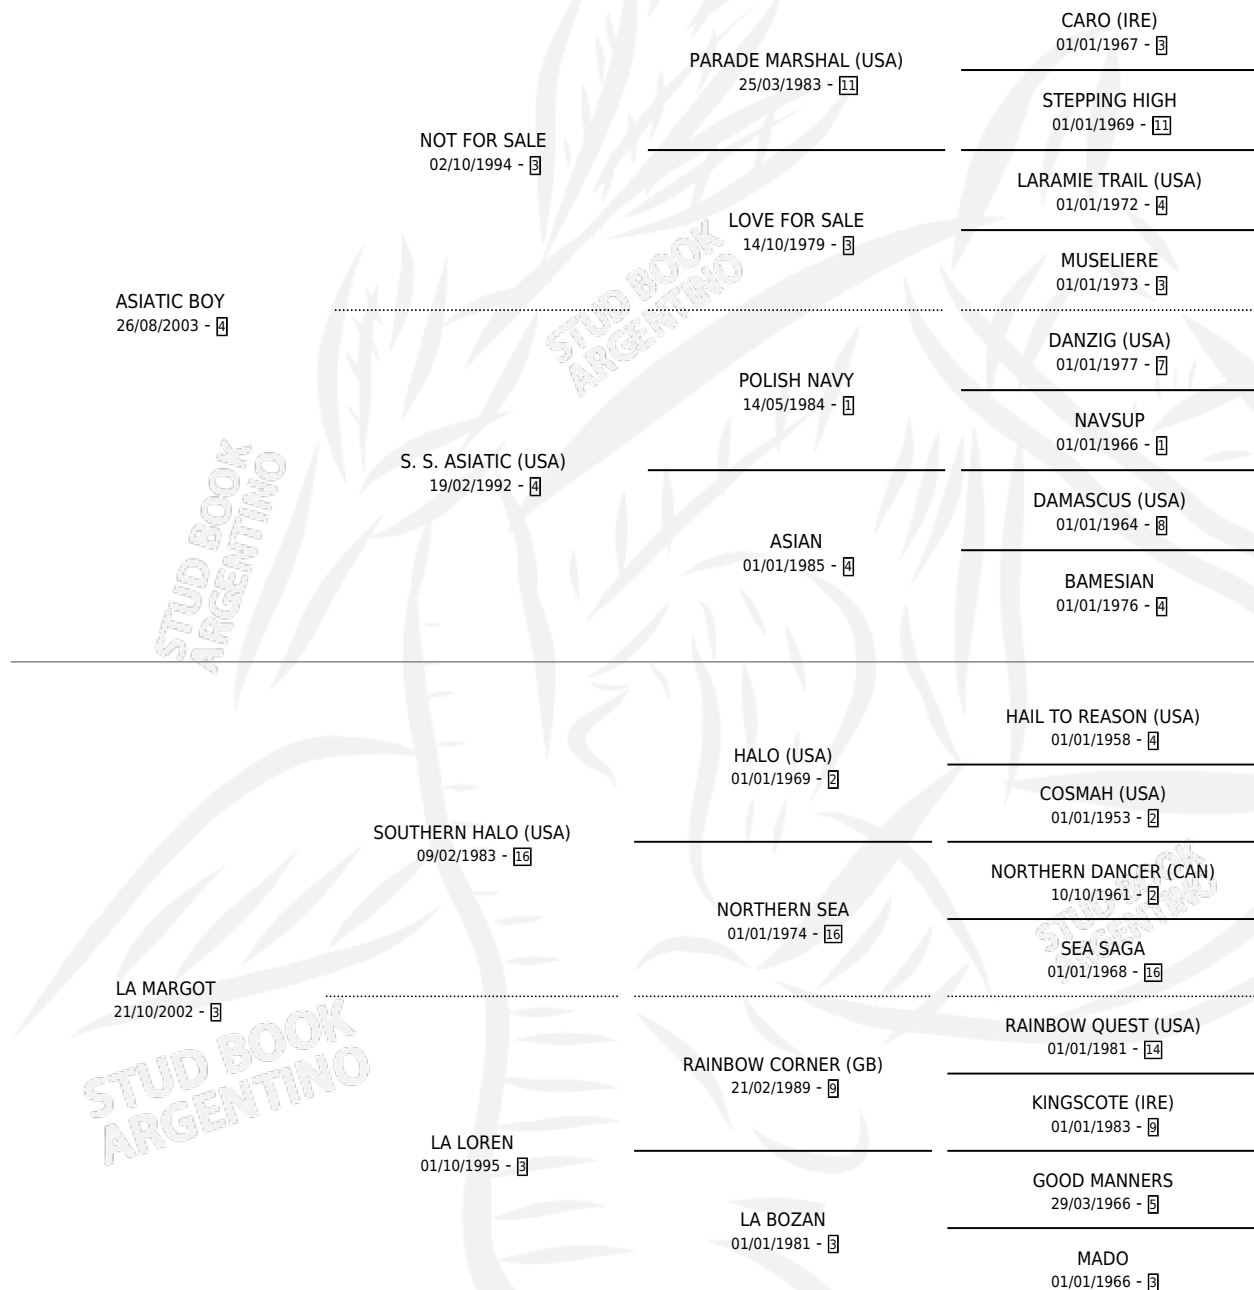 CARO (IRE)
01/01/1967 - 3
PARADE MARSHAL (USA)
25/03/1983 - 11
STEPPING HIGH
01/01/1969 - 11
NOT FOR SALE
02/10/1994 - 3
LARAMIE TRAIL (USA)
01/01/1972 - 4
LOVE FOR SALE
14/10/1979 - 3
MUSELIERE
01/01/1973 - 3
ASIATIC BOY
26/08/2003 - 4
STUD BOOK
ARGENTINO
DANZIG (USA)
01/01/1977 - 7
POLISH NAVY
14/05/1984 - 1
NAVSUP
01/01/1966 - 1
S. S. ASIATIC (USA)
19/02/1992 - 4
DAMASCUS (USA)
01/01/1964 - 8
ASIAN
01/01/1985 - 4
BAMESIAN
01/01/1976 - 4
STUD BOOK
ARGENTINO
HAIL TO REASON (USA)
01/01/1958 - 4
HALO (USA)
01/01/1969 - 2
COSMAH (USA)
01/01/1953 - 2
SOUTHERN HALO (USA)
09/02/1983 - 16
NORTHERN DANCER (CAN)
10/10/1961 - 2
NORTHERN SEA
01/01/1974 - 16
STUD BOOK
ARGENTINO
SEA SAGA
01/01/1968 - 16
LA MARGOT
21/10/2002 - 3
STUD BOOK
ARGENTINO
RAINBOW QUEST (USA)
01/01/1981 - 14
RAINBOW CORNER (GB)
21/02/1989 - 9
KINGSCOTE (IRE)
01/01/1983 - 9
LA LOREN
01/10/1995 - 3
GOOD MANNERS
29/03/1966 - 5
LA BOZAN
01/01/1981 - 3
MADO
01/01/1966 - 3